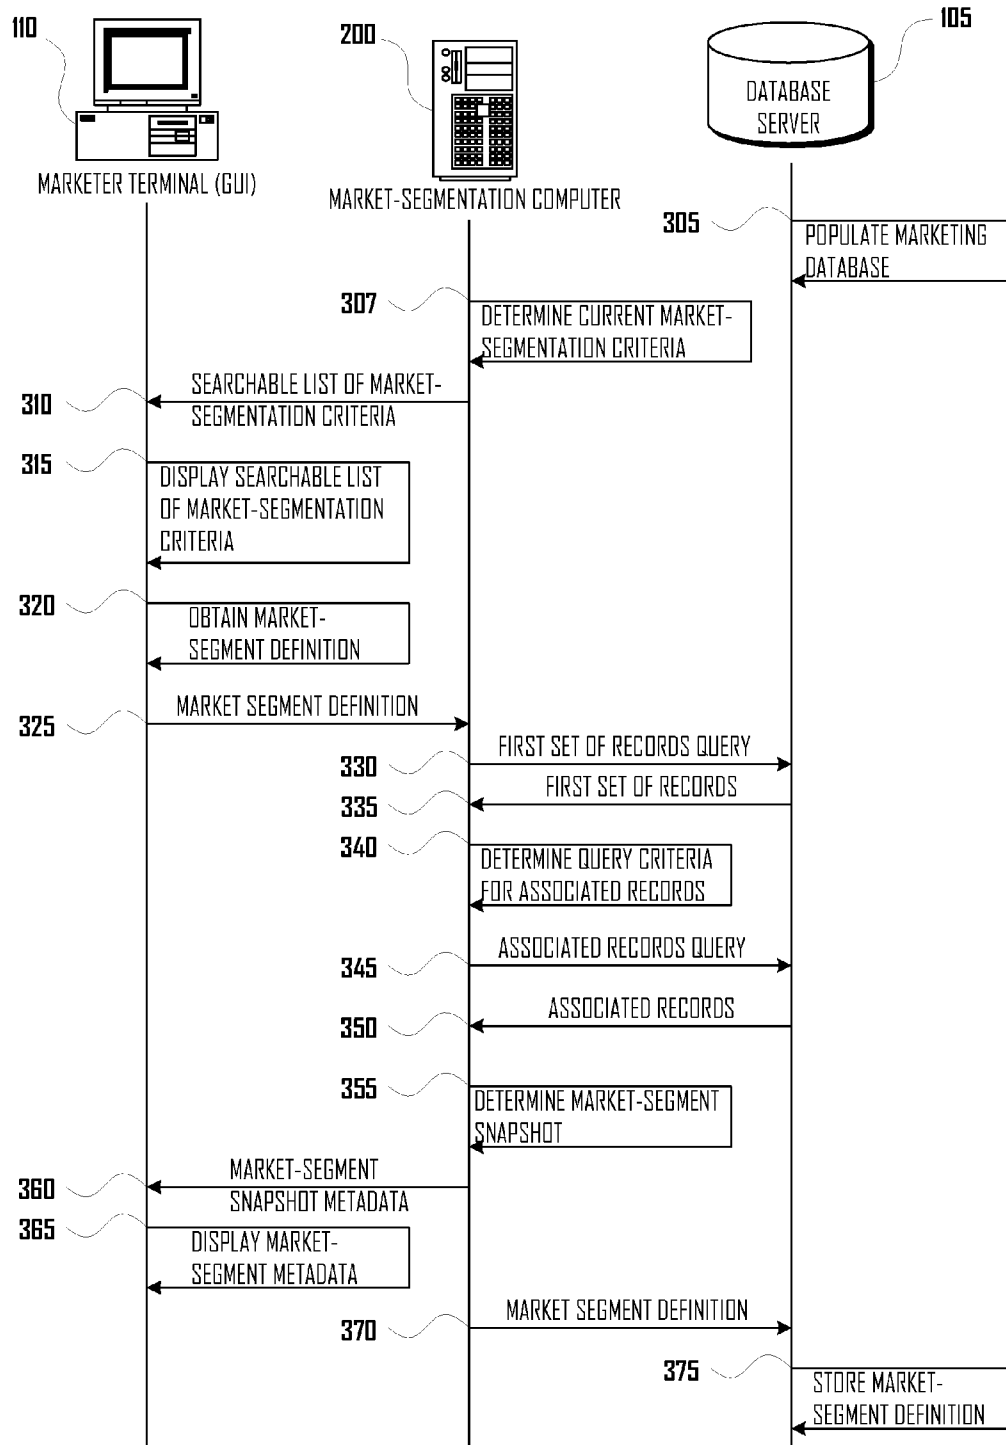 110
200
105
DATABASE
SERVER
MARKETER TERMINAL (GUI)
MARKET-SEGMENTATION COMPUTER
305
POPULATE MARKETING
DATABASE
307
DETERMINE CURRENT MARKET-
SEGMENTATION CRITERIA
310
SEARCHABLE LIST OF MARKET-
SEGMENTATION CRITERIA
315
DISPLAY SEARCHABLE LIST
OF MARKET-SEGMENTATION
CRITERIA
320
OBTAIN MARKET-
SEGMENT DEFINITION
325
MARKET SEGMENT DEFINITION
330
FIRST SET OF RECORDS QUERY
335
FIRST SET OF RECORDS
340
DETERMINE QUERY CRITERIA
FOR ASSOCIATED RECORDS
345
ASSOCIATED RECORDS QUERY
350
ASSOCIATED RECORDS
355
DETERMINE MARKET-SEGMENT
SNAPSHOT
360
MARKET-SEGMENT
SNAPSHOT METADATA
365
DISPLAY MARKET-
SEGMENT METADATA
370
MARKET SEGMENT DEFINITION
375
STORE MARKET-
SEGMENT DEFINITION